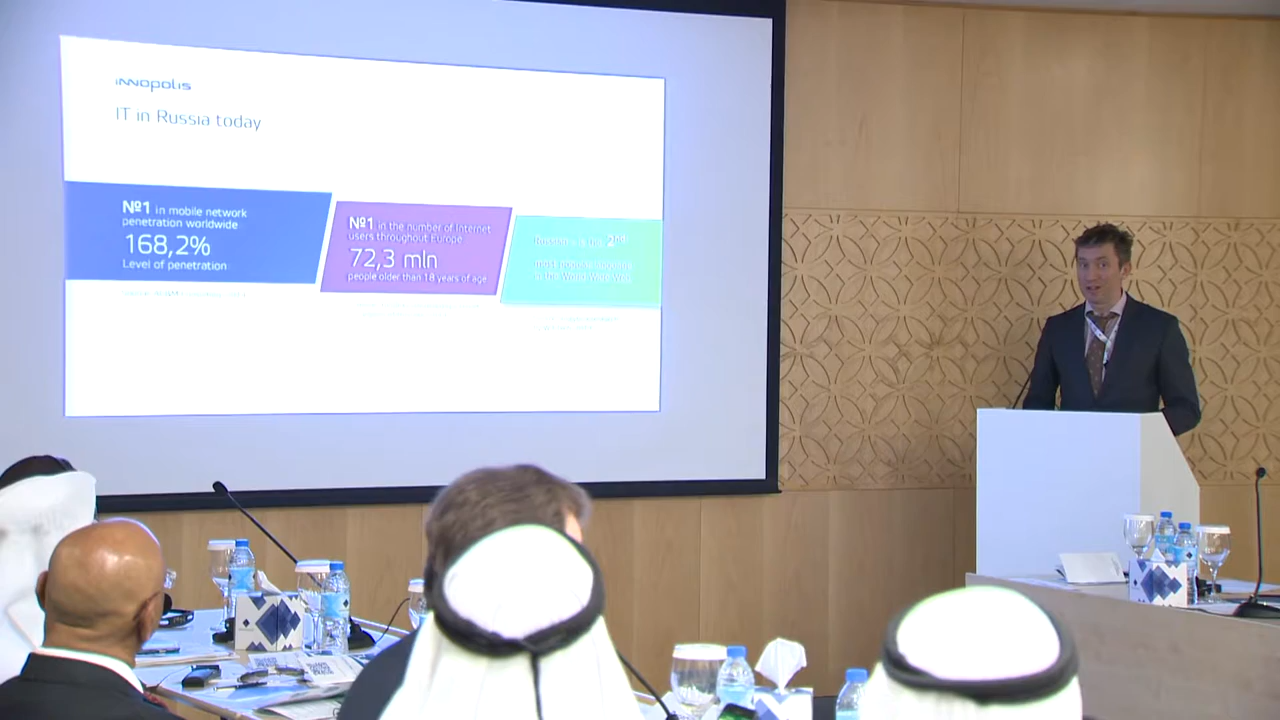 innopolis
IT in Russia today
№1 in mobile network
penetration worldwide
168,2%
Level of penetration
№1 in the number of Internet
users throughout Europe
72,3 mln
people older than 18 years of age
Russian - is the 2nd
most popular
in the World Wide Web